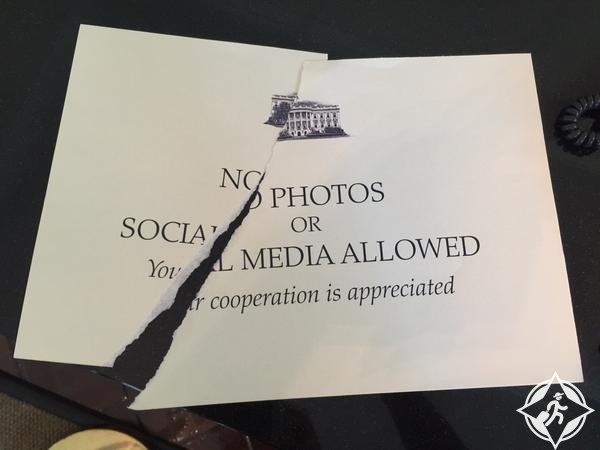 NO PHOTOS
OR
SOCIAL MEDIA ALLOWED
Your cooperation is appreciated